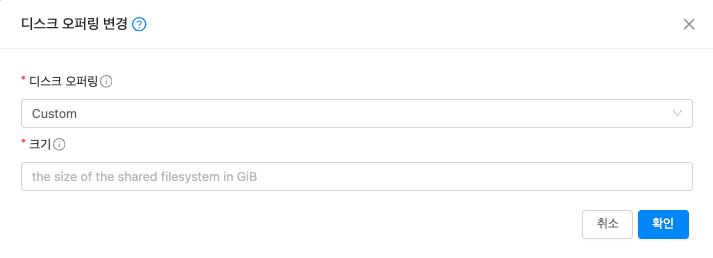 디스크 오퍼링 변경
* 디스크 오퍼링
Custom
* 크기
the size of the shared filesystem in GiB
취소
확인